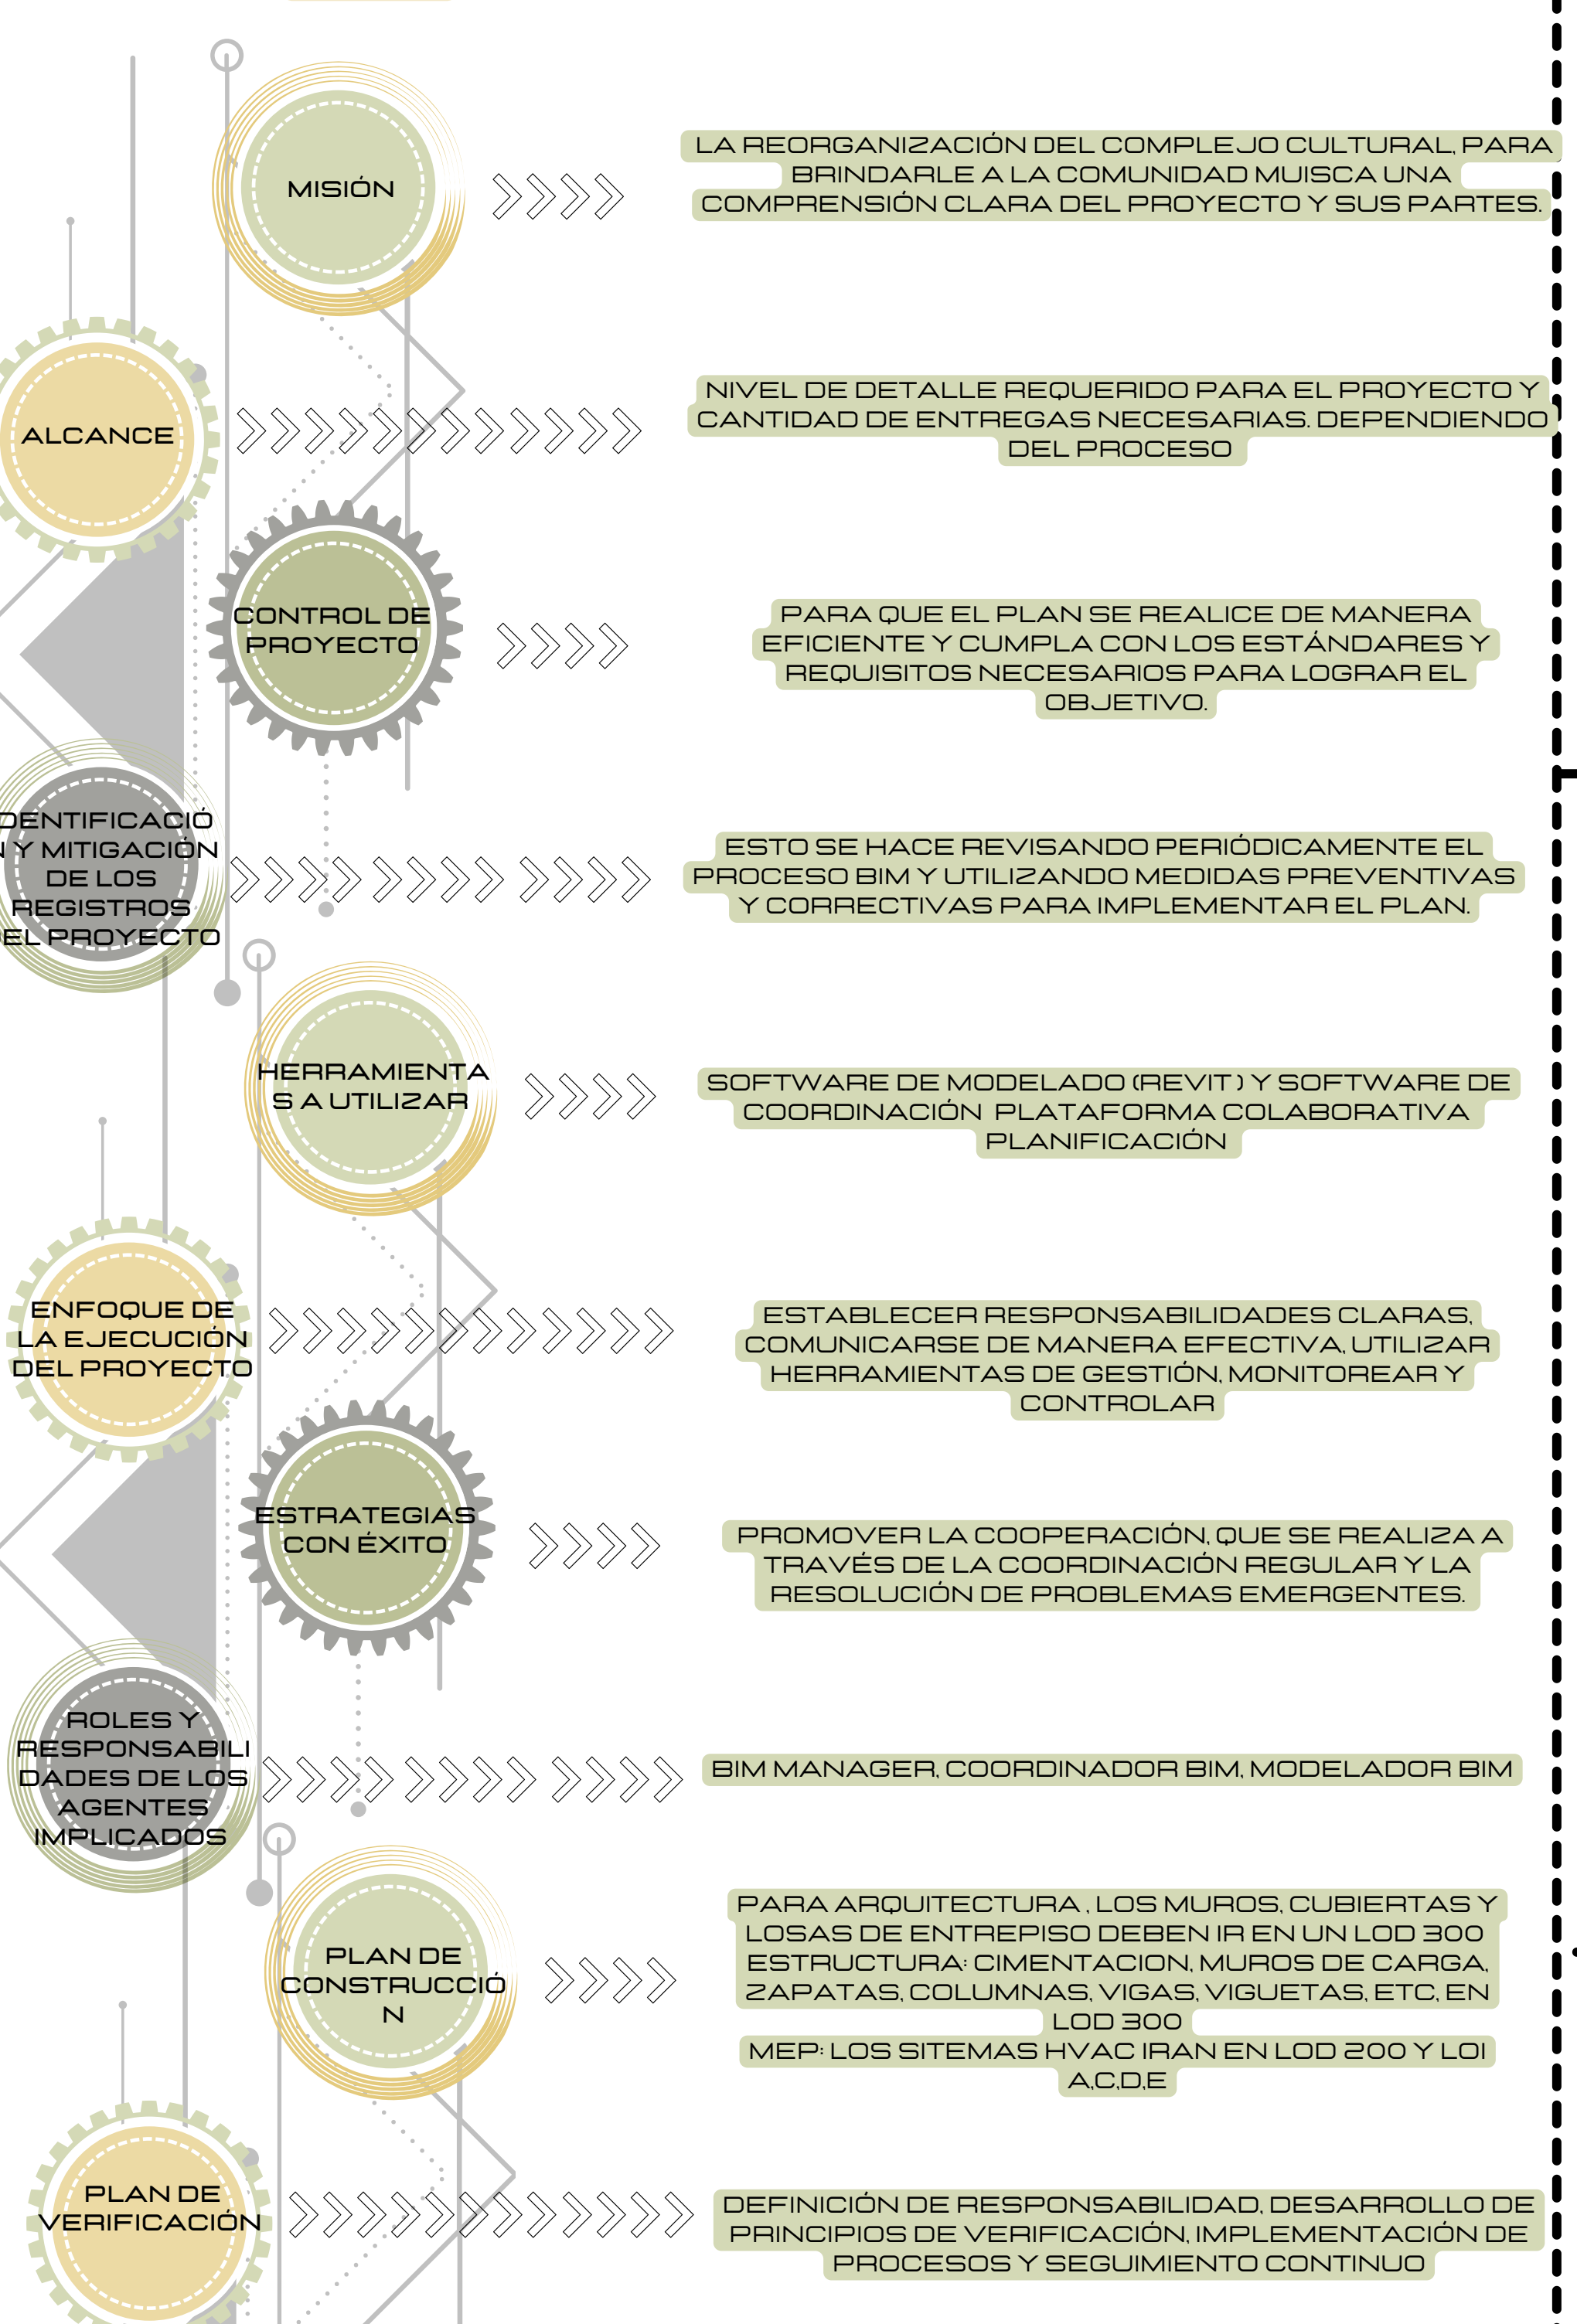 MISIÓN
LA REORGANIZACIÓN DEL COMPLEJO CULTURAL, PARA
BRINDARLE A LA COMUNIDAD MUISCA UNA
COMPRENSIÓN CLARA DEL PROYECTO Y SUS PARTES.
ALCANCE
NIVEL DE DETALLE REQUERIDO PARA EL PROYECTO Y
CANTIDAD DE ENTREGAS NECESARIAS. DEPENDIENDO
DEL PROCESO
CONTROL DE
PROYECTO
PARA QUE EL PLAN SE REALICE DE MANERA
EFICIENTE Y CUMPLA CON LOS ESTÁNDARES Y
REQUISITOS NECESARIOS PARA LOGRAR EL
OBJETIVO.
DENTIFICACIÓ
N Y MITIGACIÓN
DE LOS
REGISTROS
DEL PROYECTO
ESTO SE HACE REVISANDO PERIÓDICAMENTE EL
PROCESO BIM Y UTILIZANDO MEDIDAS PREVENTIVAS
Y CORRECTIVAS PARA IMPLEMENTAR EL PLAN.
HERRAMIENTA
S A UTILIZAR
SOFTWARE DE MODELADO (REVIT ) Y SOFTWARE DE
COORDINACIÓN PLATAFORMA COLABORATIVA
PLANIFICACIÓN
ENFOQUE DE
LA EJECUCIÓN
DEL PROYECTO
ESTABLECER RESPONSABILIDADES CLARAS,
COMUNICARSE DE MANERA EFECTIVA, UTILIZAR
HERRAMIENTAS DE GESTIÓN, MONITOREAR Y
CONTROLAR
ESTRATEGIAS
CON ÉXITO
PROMOVER LA COOPERACIÓN, QUE SE REALIZA A
TRAVÉS DE LA COORDINACIÓN REGULAR Y LA
RESOLUCIÓN DE PROBLEMAS EMERGENTES.
ROLES Y
RESPONSABILI
DADES DE LOS
AGENTES
IMPLICADOS
BIM MANAGER, COORDINADOR BIM, MODELADOR BIM
PLAN DE
CONSTRUCCIÓ
N
PARA ARQUITECTURA , LOS MUROS, CUBIERTAS Y
LOSAS DE ENTREPISO DEBEN IR EN UN LOD 300
ESTRUCTURA: CIMENTACION, MUROS DE CARGA,
ZAPATAS, COLUMNAS, VIGAS, VIGUETAS, ETC, EN
LOD 300
MEP: LOS SITEMAS HVAC IRAN EN LOD 200 Y LOI
A,C,D,E
PLAN DE
VERIFICACIÓN
DEFINICIÓN DE RESPONSABILIDAD, DESARROLLO DE
PRINCIPIOS DE VERIFICACIÓN, IMPLEMENTACIÓN DE
PROCESOS Y SEGUIMIENTO CONTINUO